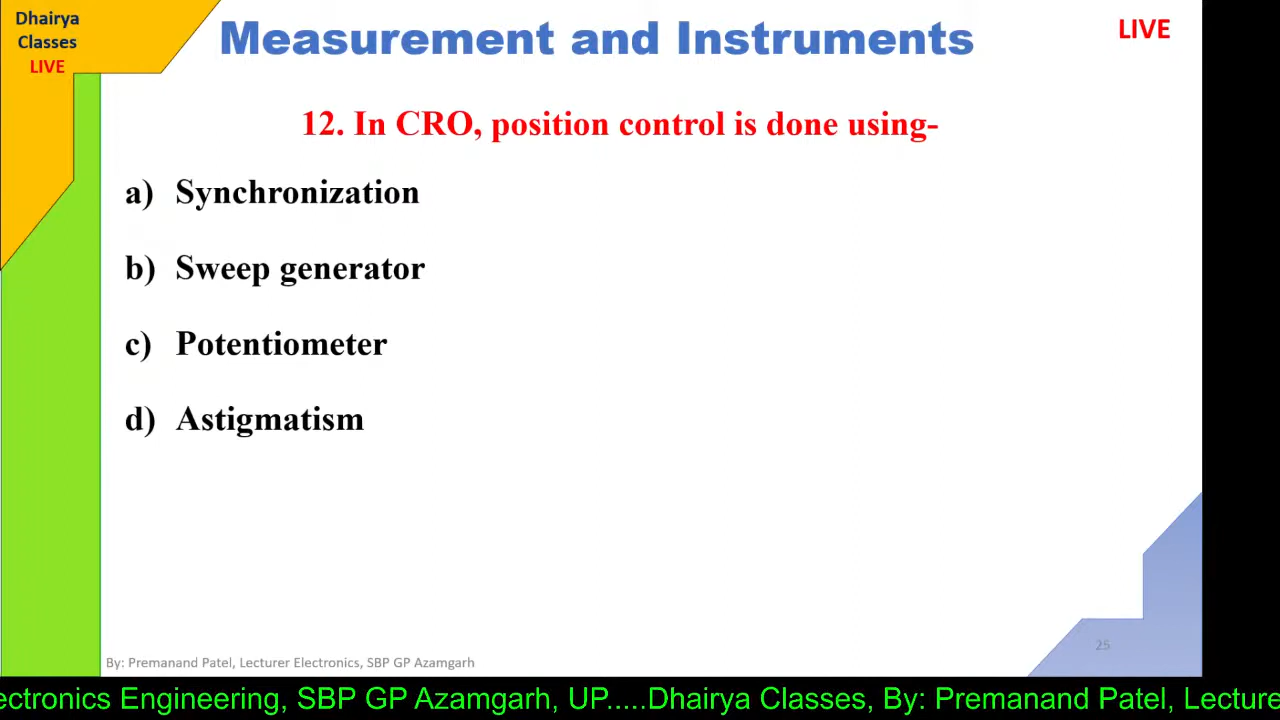 Dhairya
Classes
LIVE
Measurement and Instruments
LIVE
12. In CRO, position control is done using-
a) Synchronization
b) Sweep generator
c) Potentiometer
d) Astigmatism
25
By: Premanand Patel, Lecturer Electronics, SBP GP Azamgarh
ectronics Engineering, SBP GP Azamgarh, UP.....Dhairya Classes, By: Premanand Patel, Lecture